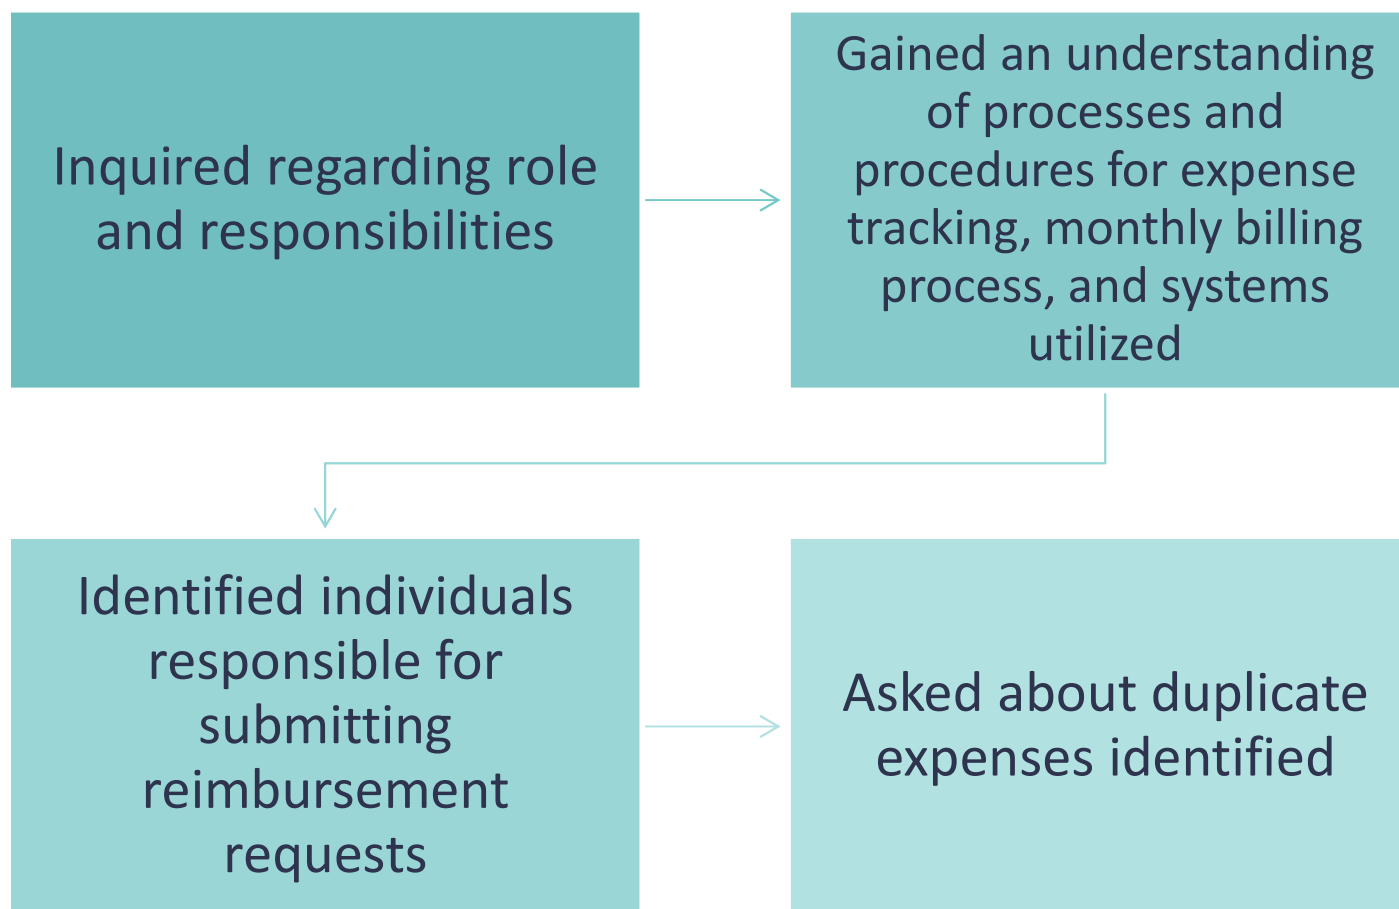 Inquired regarding role
and responsibilities
Gained an understanding
of processes and
procedures for expense
tracking, monthly billing
process, and systems
utilized
Identified individuals
responsible for
submitting
reimbursement
requests
Asked about duplicate
expenses identified